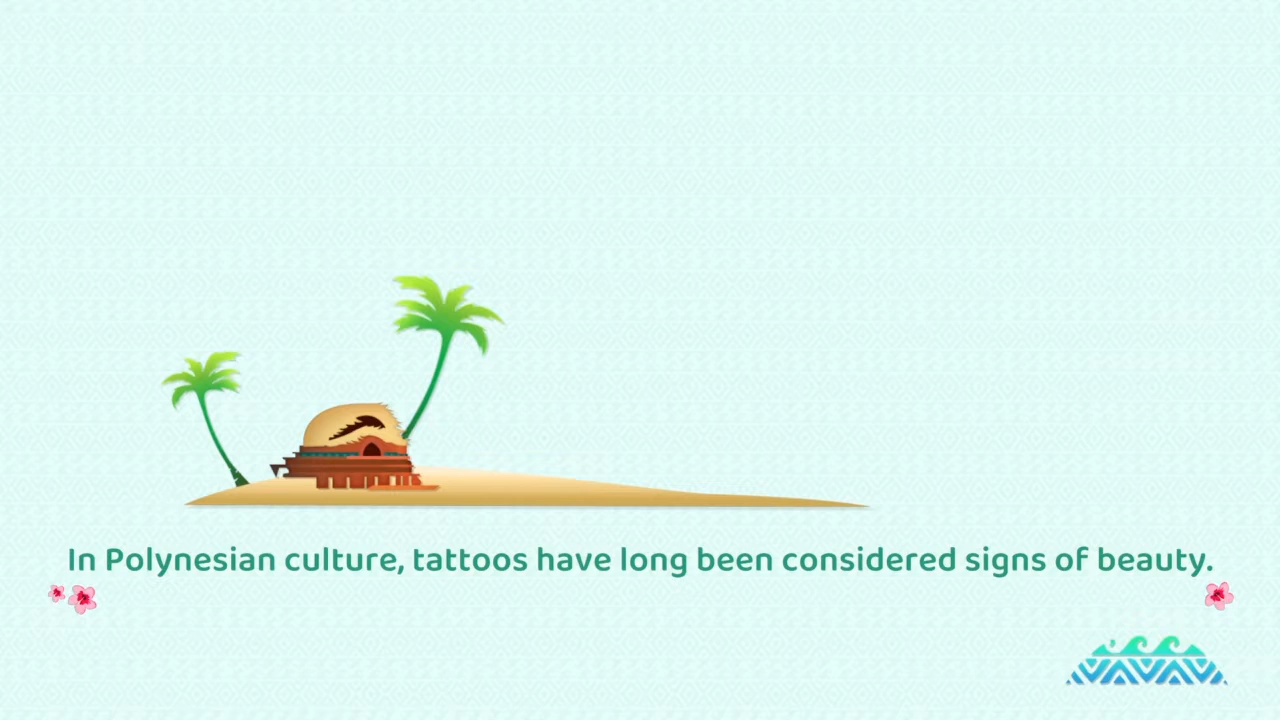 In Polynesian culture, tattoos have long been considered signs of beauty.